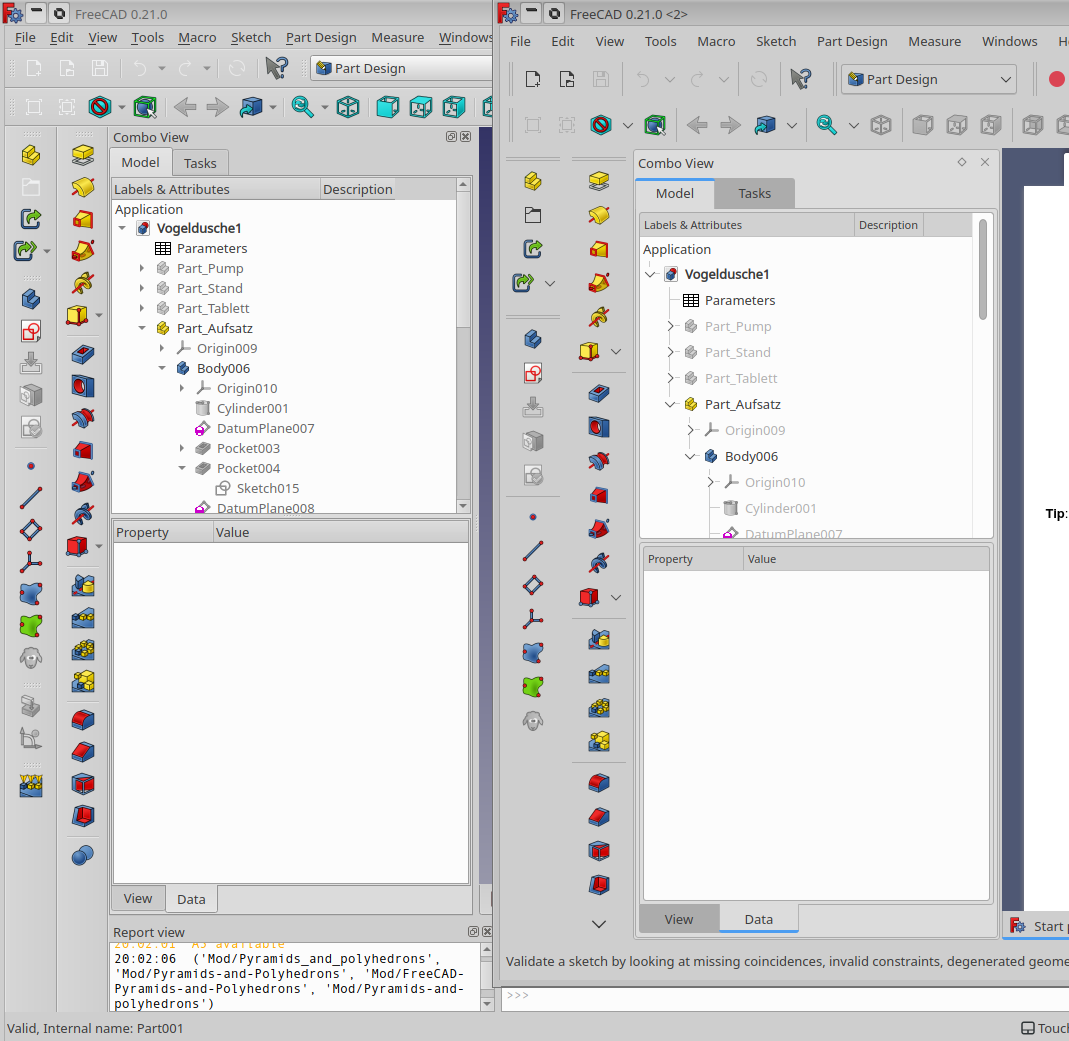 FreeCAD 0.21.0
File Edit View Tools Macro Sketch Part Design Measure Windows
Part Design
Combo View
Model Tasks
Labels & Attributes Description
Application
Vogeldusche1
Parameters
Part_Pump
Part_Stand
Part_Tablett
Part_Aufsatz
Origin009
Body006
Origin010
Cylinder001
DatumPlane007
Pocket003
Pocket004
Sketch015
DatumPlane008
Property Value
View Data
Report view
20:02:01 A5 available
20:02:06 ('Mod/Pyramids_and_polyhedrons',
'Mod/Pyramids-and-Polyhedrons', 'Mod/FreeCAD-
Pyramids-and-Polyhedrons', 'Mod/Pyramids-and-
polyhedrons')
Valid, Internal name: Part001
FreeCAD 0.21.0 <2>
File Edit View Tools Macro Sketch Part Design Measure Windows
Part Design
Combo View
Model Tasks
Labels & Attributes Description
Application
Vogeldusche1
Parameters
Part_Pump
Part_Stand
Part_Tablett
Part_Aufsatz
Origin009
Body006
Origin010
Cylinder001
DatumPlane007
Property Value
View Data
Tip:
Start
Validate a sketch by looking at missing coincidences, invalid constraints, degenerated geome
>>>
Touch